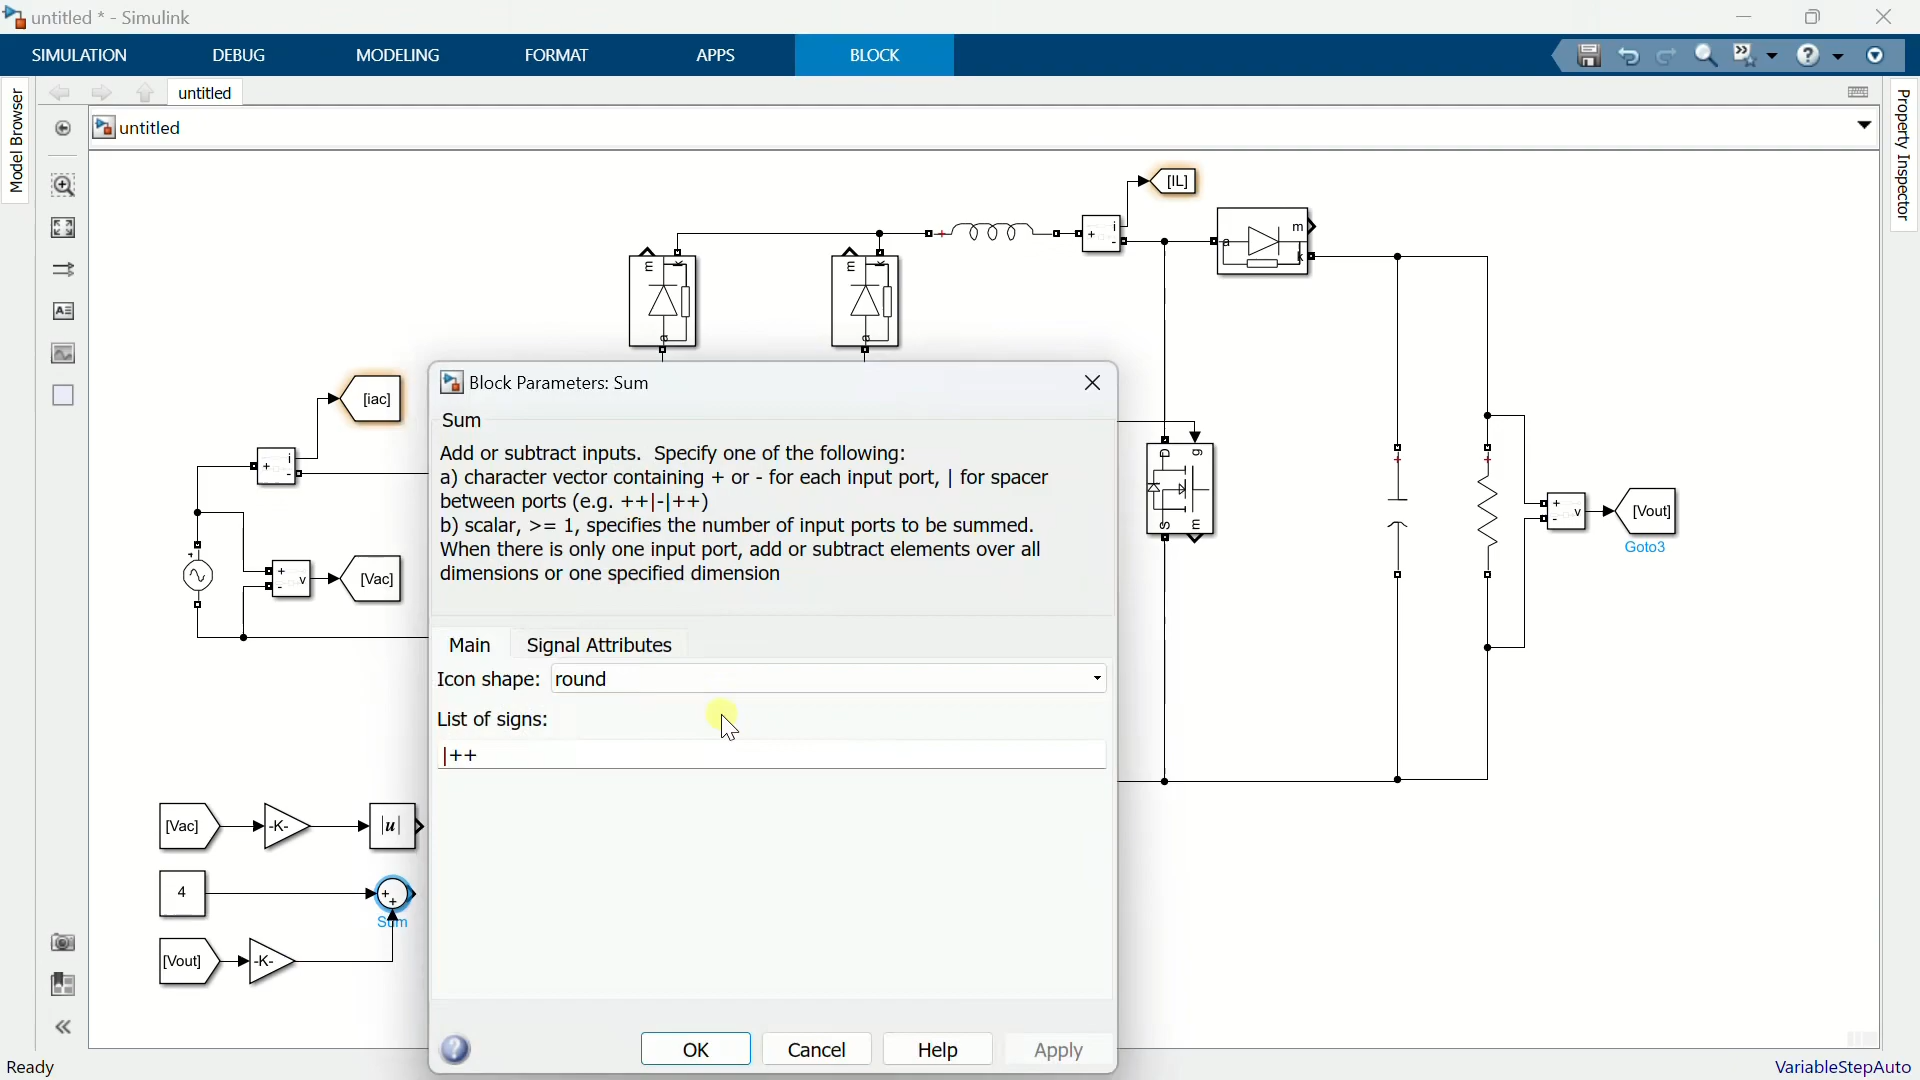 untitled * - Simulink
SIMULATION
DEBUG
MODELING
FORMAT
APPS
BLOCK
untitled
untitled
Model Browser
Property Inspector
[IL]
i
+
-
m
a
k
m
k
a
m
k
a
[iac]
i
+
-
[Vac]
+
v
-
D
g
S
m
+
+
+
v
-
[Vout]
Goto3
Block Parameters: Sum
Sum
Add or subtract inputs.  Specify one of the following:
a) character vector containing + or - for each input port, | for spacer
between ports (e.g. ++|-|++)
b) scalar, >= 1, specifies the number of input ports to be summed.
When there is only one input port, add or subtract elements over all
dimensions or one specified dimension
Main
Signal Attributes
Icon shape:
round
List of signs:
|++
OK
Cancel
Help
Apply
[Vac]
-K-
|u|
4
+
+
Sum
[Vout]
-K-
Ready
VariableStepAuto